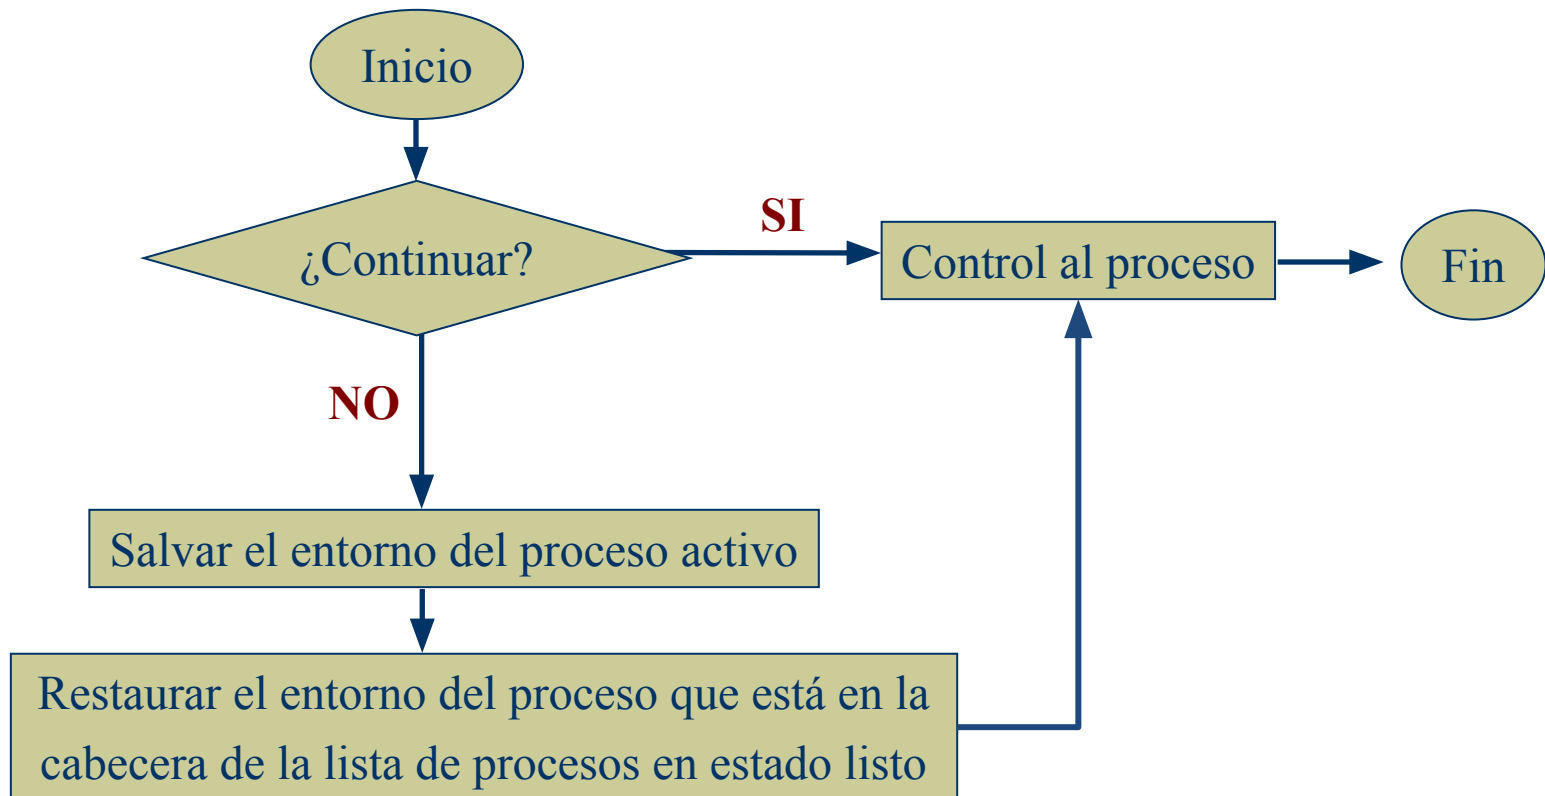 Inicio
¿Continuar?
SI
Control al proceso
Fin
NO
Salvar el entorno del proceso activo
Restaurar el entorno del proceso que está en la
cabecera de la lista de procesos en estado listo